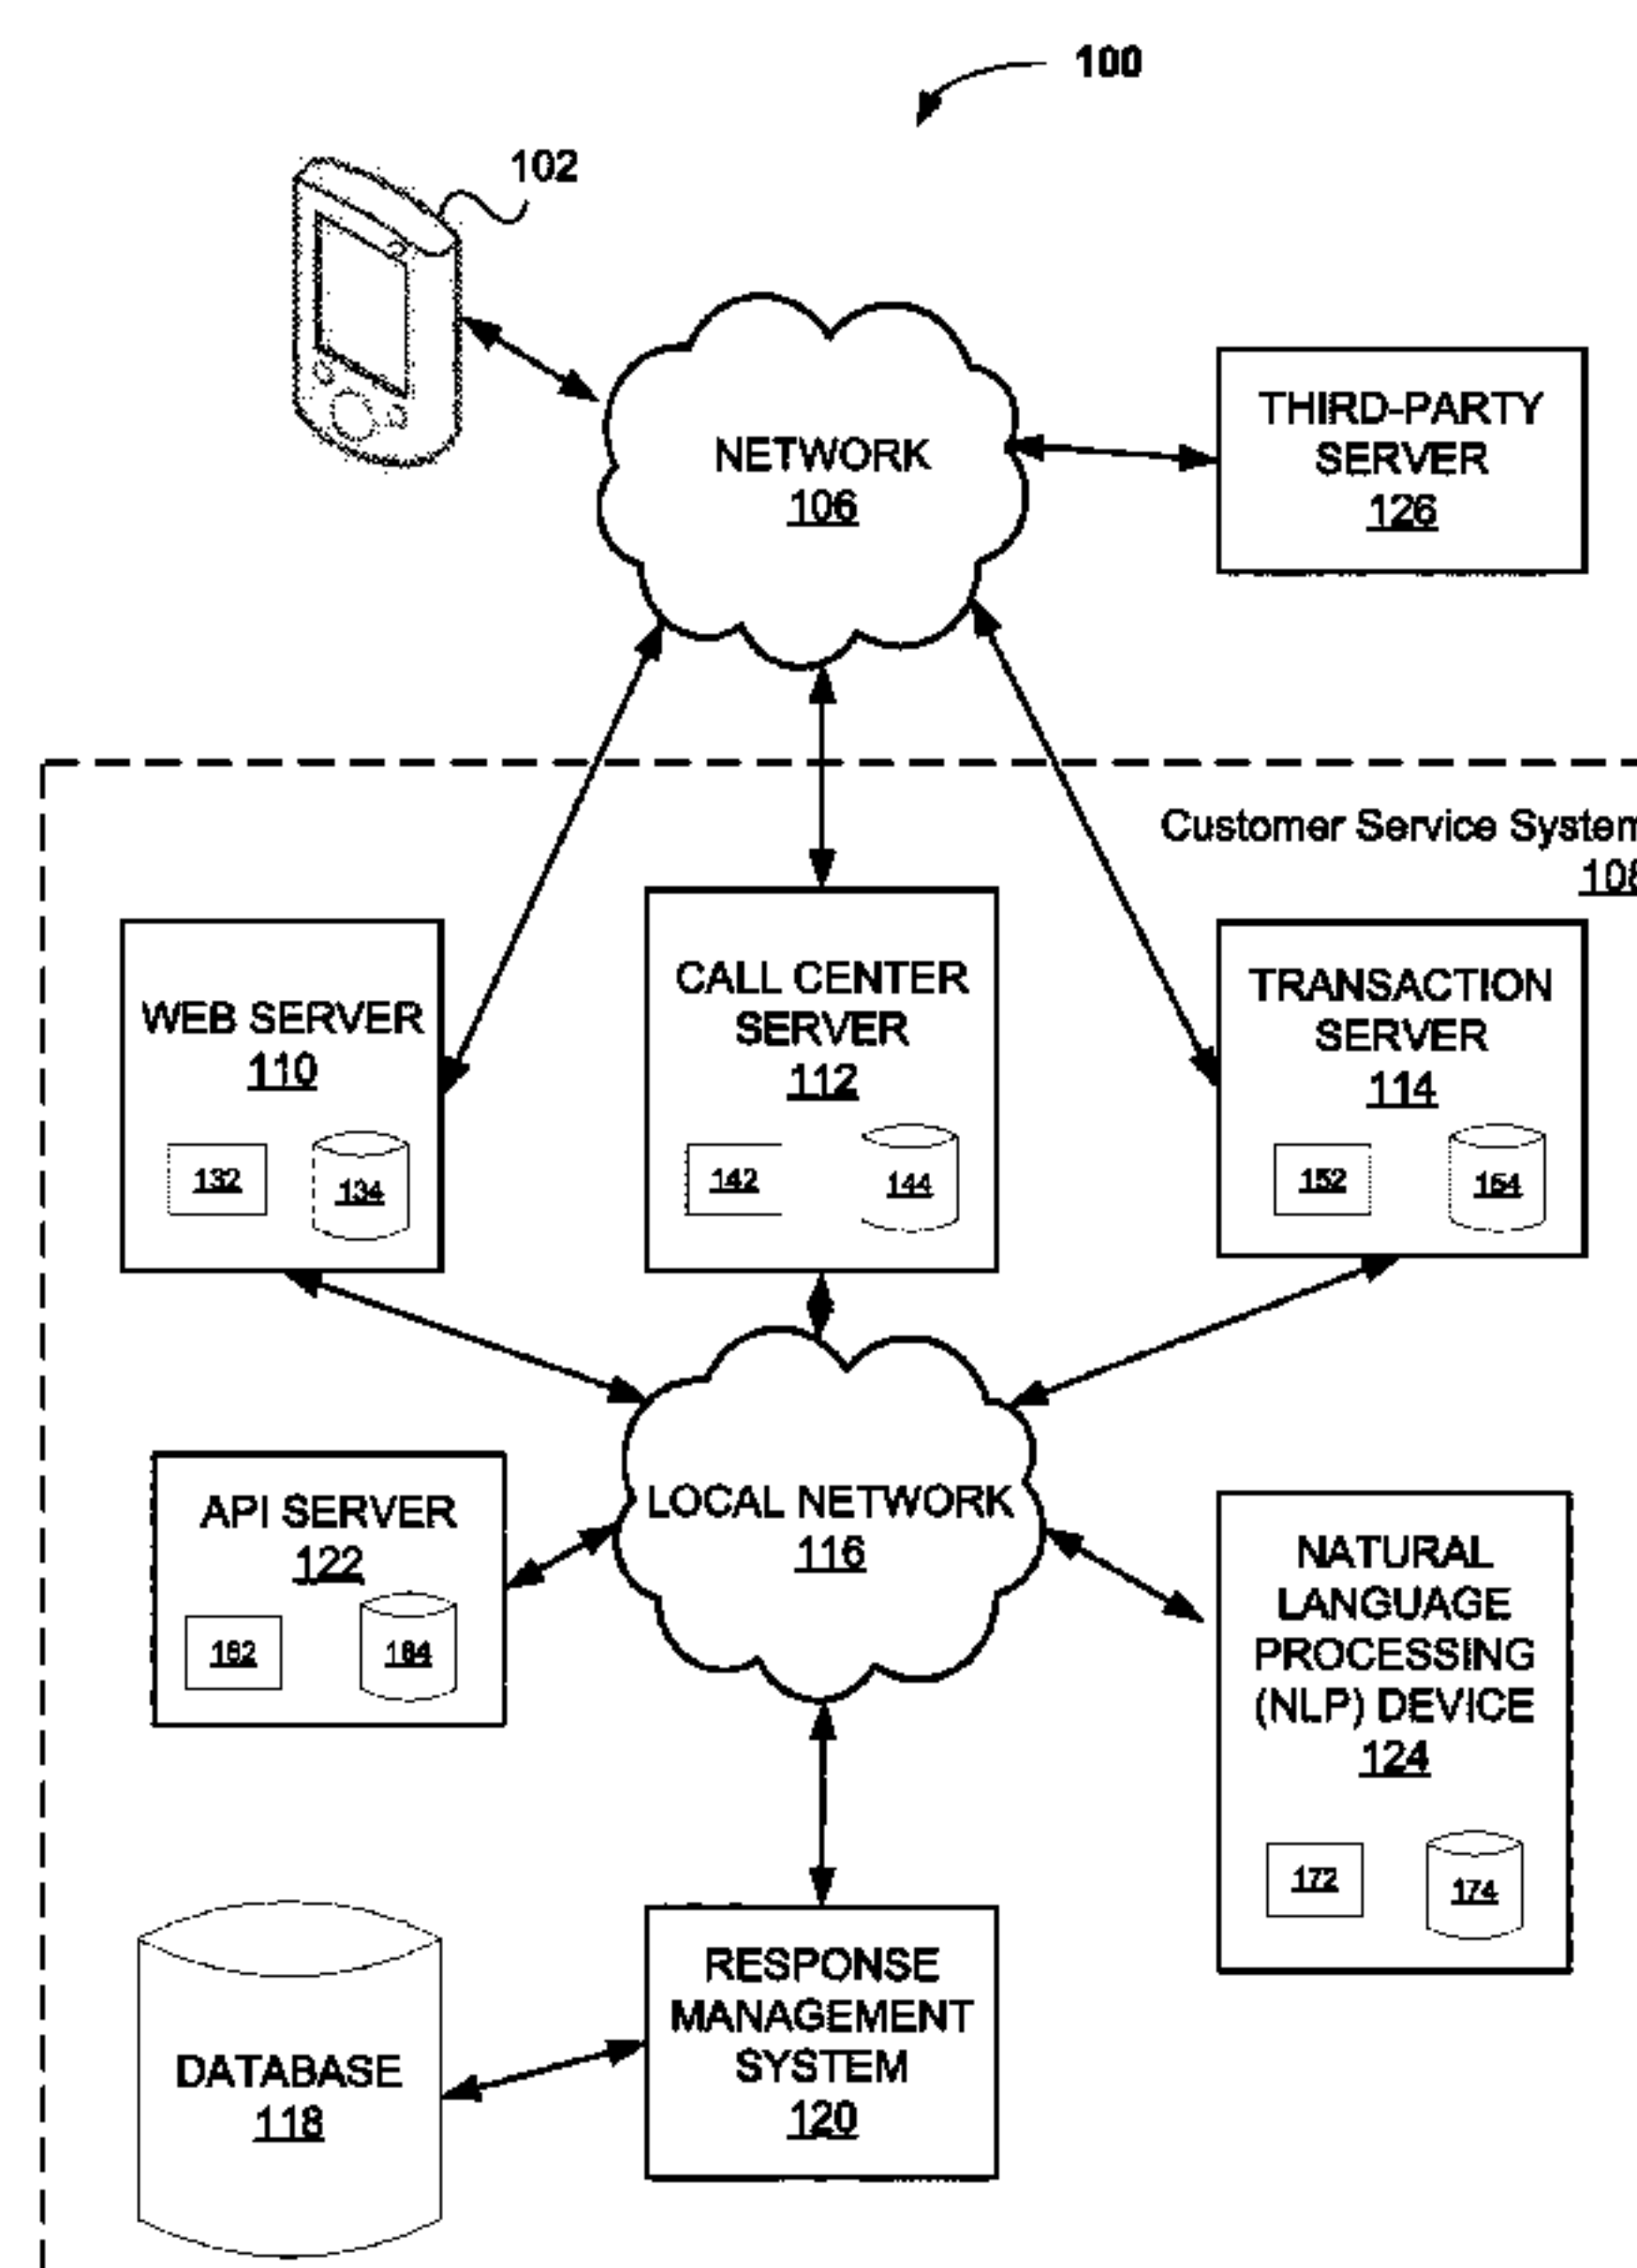 100
102
NETWORK
106
THIRD-PARTY
SERVER
126
Customer Service System
108
WEB SERVER
110
132
134
CALL CENTER
SERVER
112
142
144
TRANSACTION
SERVER
114
152
154
API SERVER
122
162
164
LOCAL NETWORK
116
NATURAL
LANGUAGE
PROCESSING
(NLP) DEVICE
124
172
174
DATABASE
118
RESPONSE
MANAGEMENT
SYSTEM
120